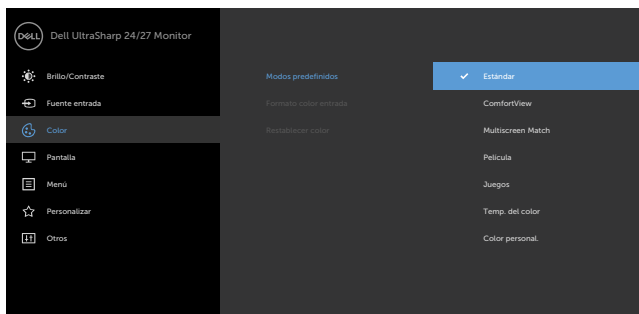 DELL Dell UltraSharp 24/27 Monitor
Brillo/Contraste Modos predefinidos Estándar
Fuente entrada Formato color entrada ComfortView
Color Restablecer color Multiscreen Match
Pantalla Película
Menú Juegos
Personalizar Temp. del color
Otros Color personal.